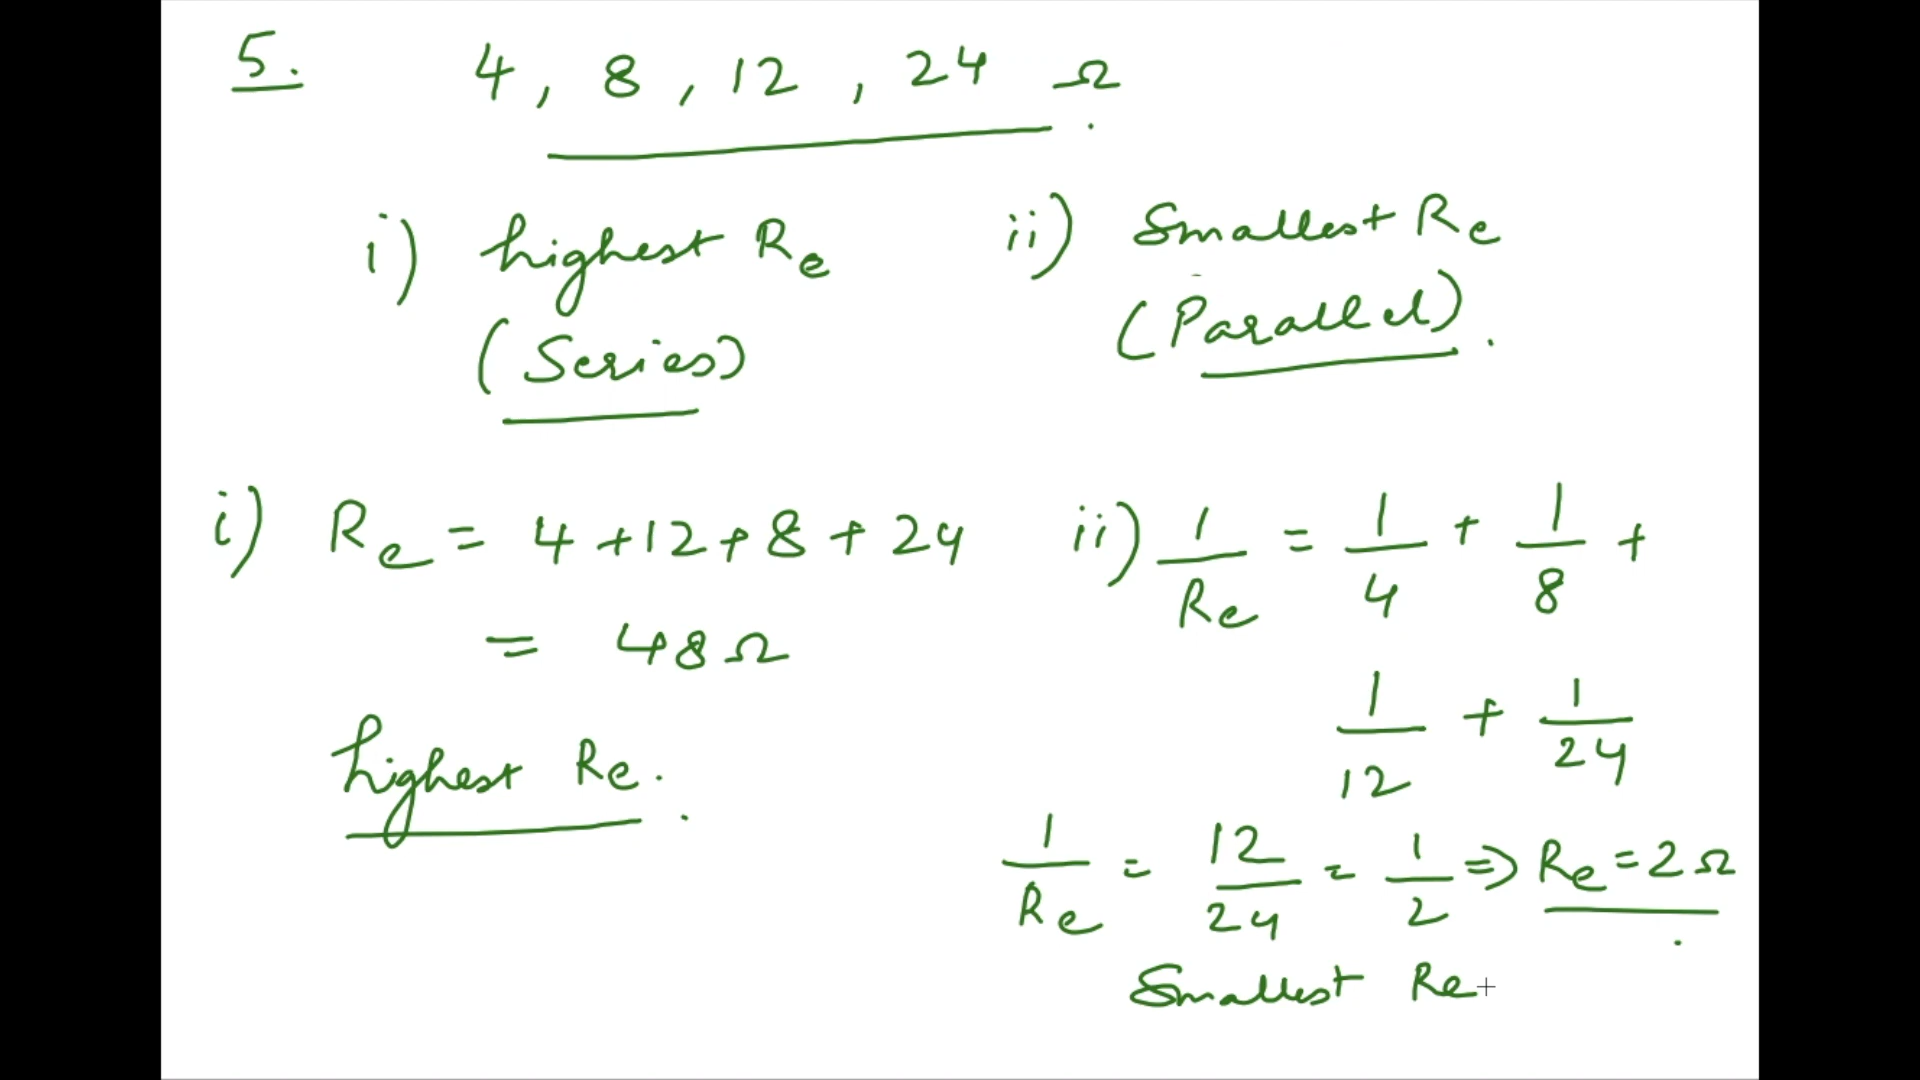 5. 4, 8, 12, 24 Ω
i) highest Re
(Series)
ii) Smallest Re
(Parallel).
i) Re = 4 + 12 + 8 + 24
= 48 Ω
highest Re.
ii) 1/Re = 1/4 + 1/8 +
1/12 + 1/24
1/Re = 12/24 = 1/2 => Re = 2 Ω
Smallest Re